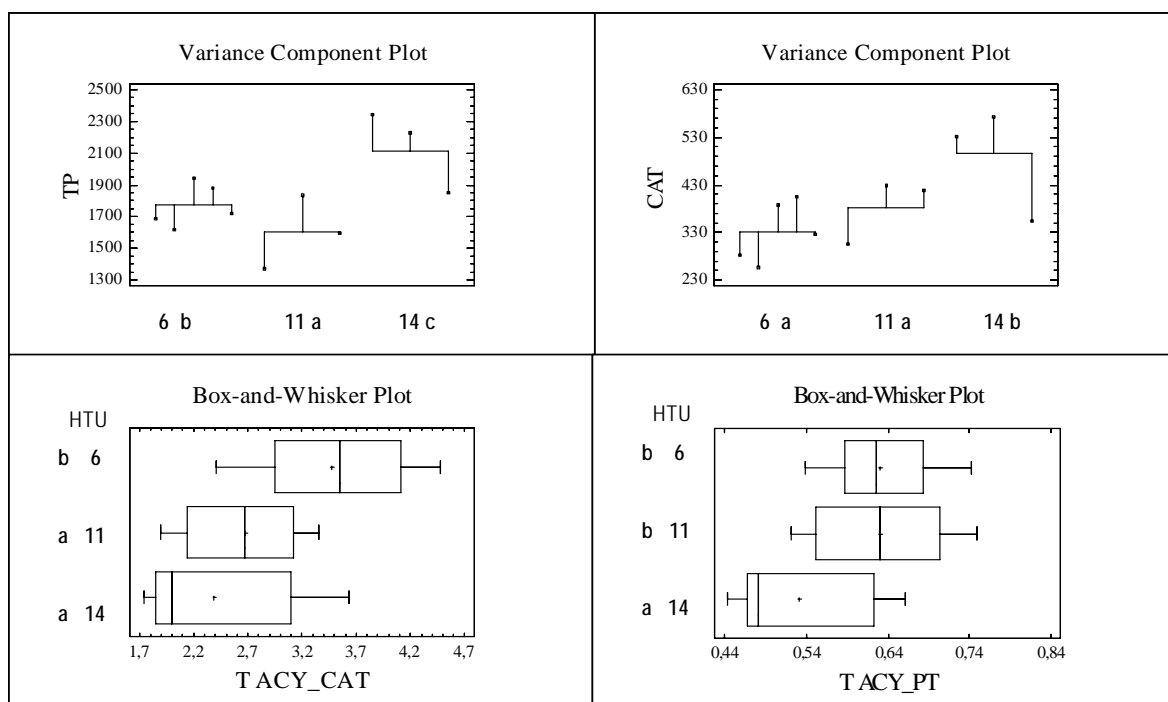 Variance Component Plot
TP
2500
2300
2100
1900
1700
1500
1300
6 b 11 a 14 c
Variance Component Plot
CAT
630
530
430
330
230
6 a 11 a 14 b
Box-and-Whisker Plot
HTU
b 6
a 11
a 14
1,7 2,2 2,7 3,2 3,7 4,2 4,7
TACY_CAT
Box-and-Whisker Plot
HTU
b 6
b 11
a 14
0,44 0,54 0,64 0,74 0,84
TACY_PT